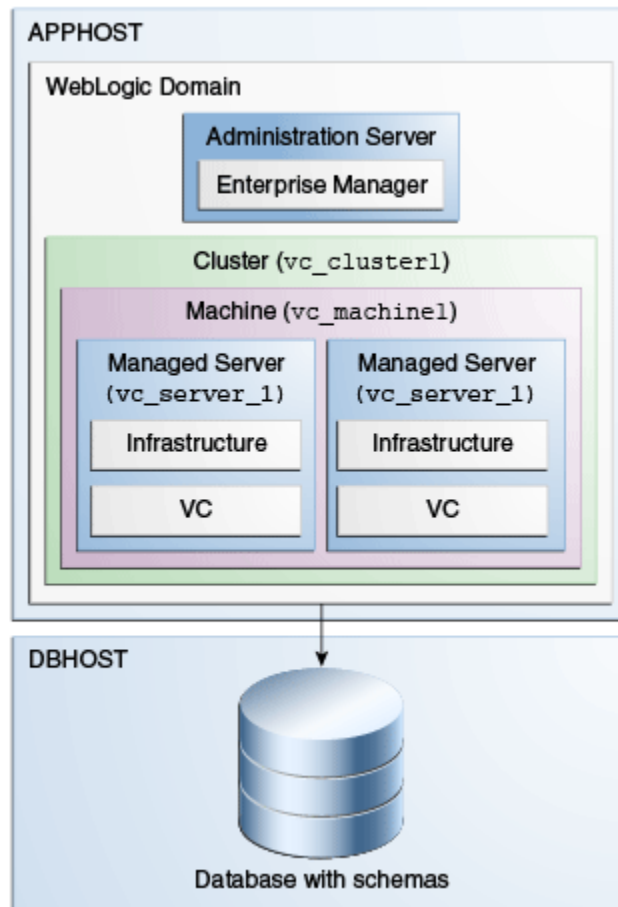 APPHOST
WebLogic Domain
Administration Server
Enterprise Manager
Cluster (vc_cluster1)
Machine (vc_machine1)
Managed Server
(vc_server_1)
Infrastructure
VC
Managed Server
(vc_server_1)
Infrastructure
VC
DBHOST
Database with schemas